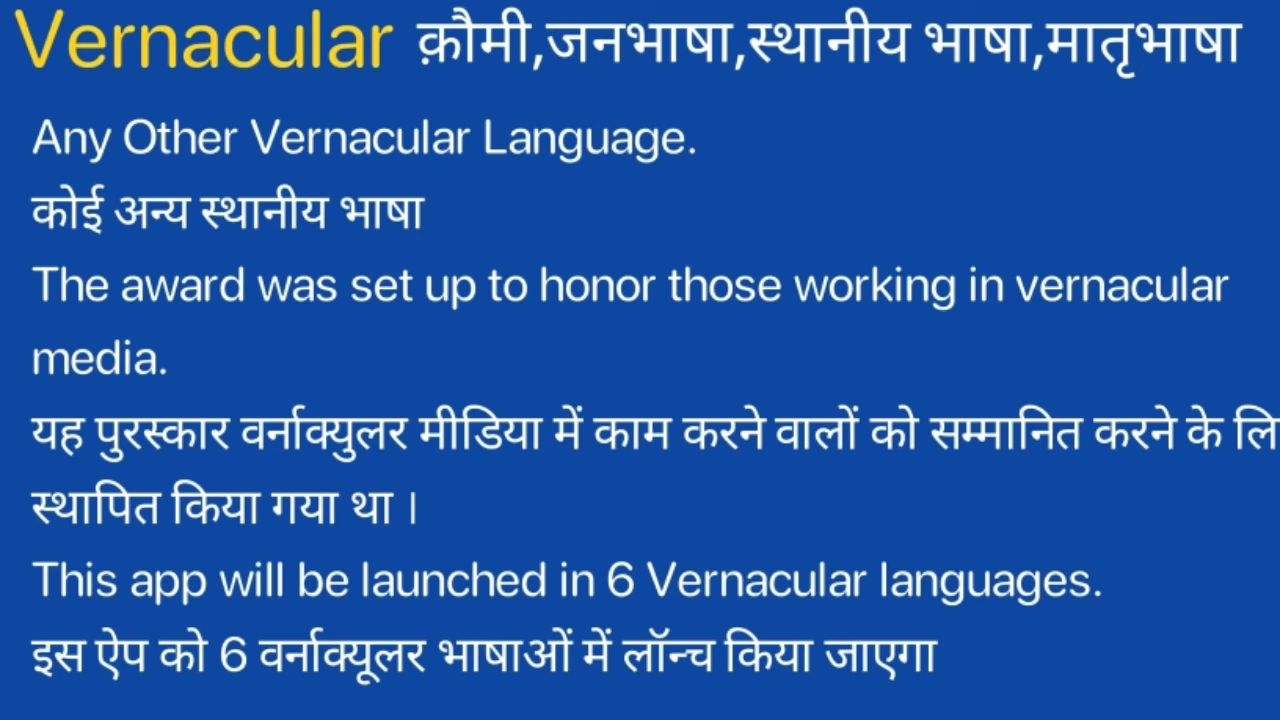 Vernacular क़ौमी,जनभाषा,स्थानीय भाषा,मातृभाषा
Any Other Vernacular Language.
कोई अन्य स्थानीय भाषा
The award was set up to honor those working in vernacular
media.
यह पुरस्कार वर्नाक्युलर मीडिया में काम करने वालों को सम्मानित करने के लि
स्थापित किया गया था ।
This app will be launched in 6 Vernacular languages.
इस ऐप को 6 वर्नाक्यूलर भाषाओं में लॉन्च किया जाएगा